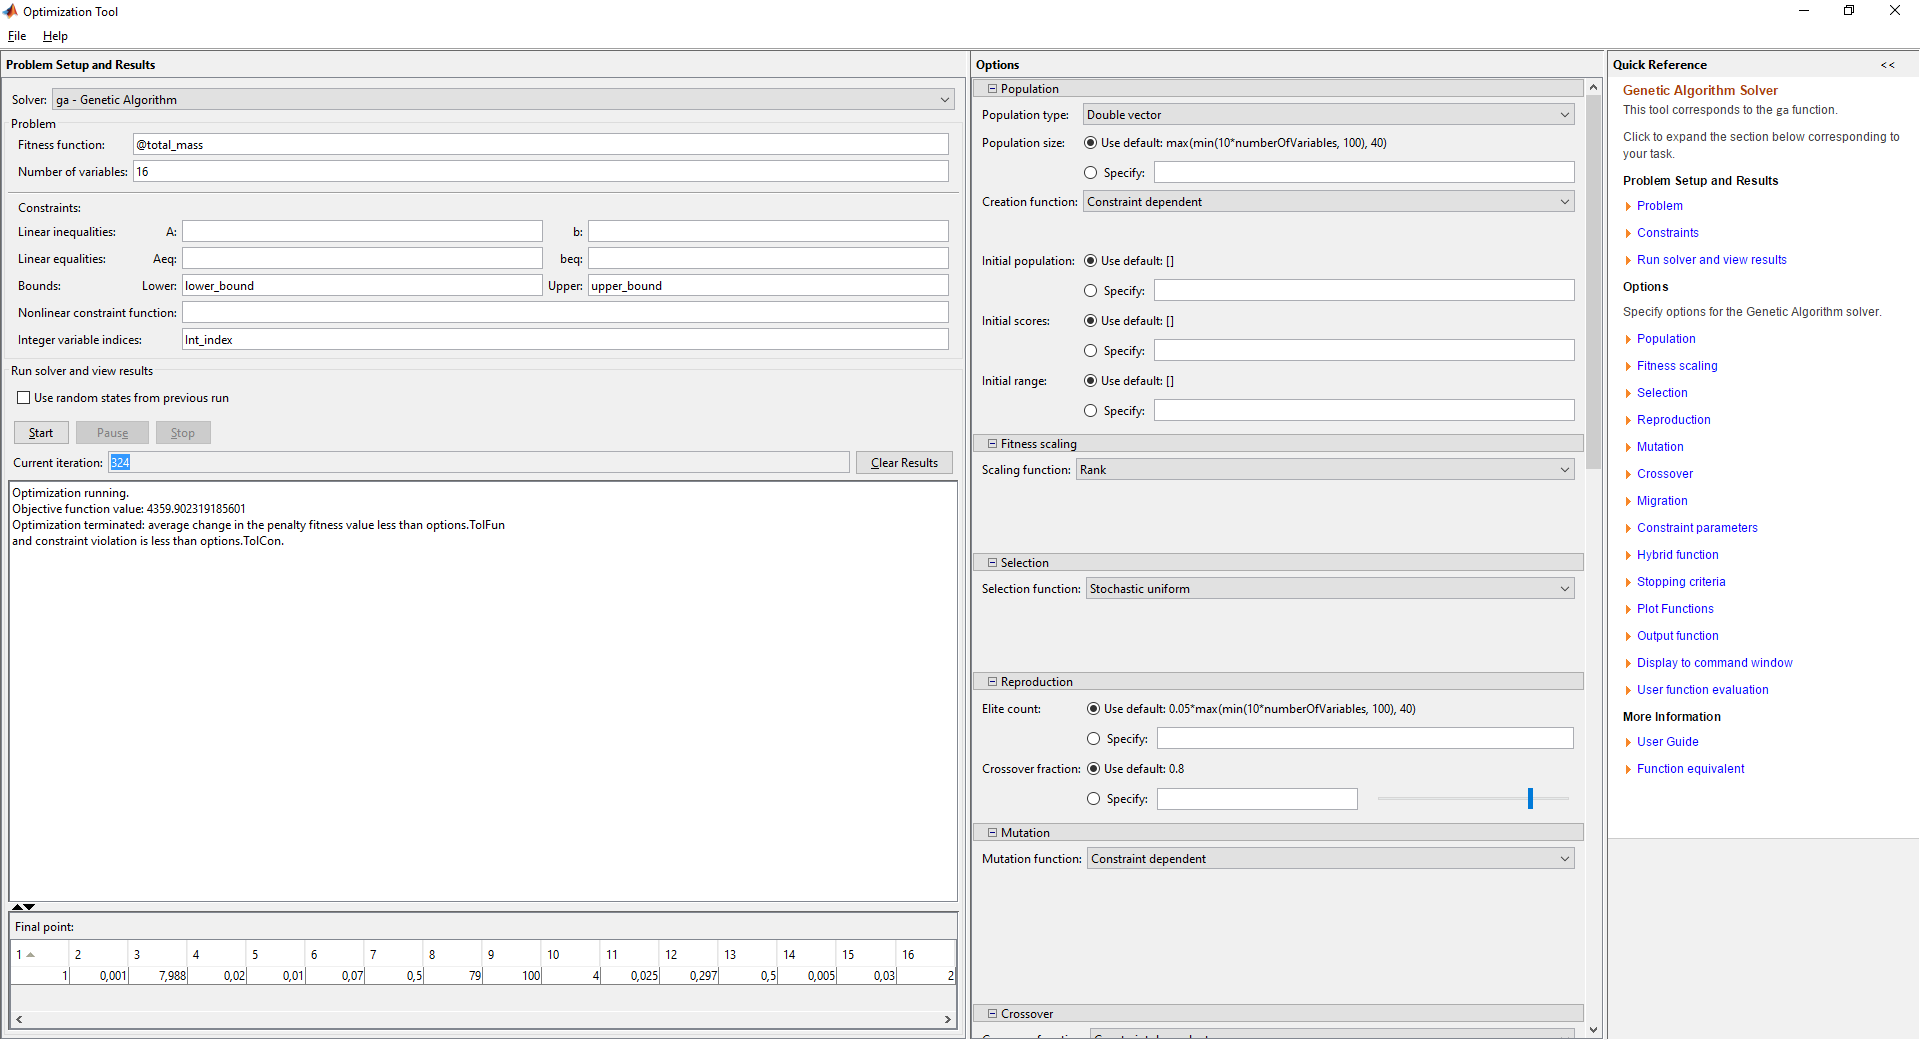 Optimization Tool
File Help
Problem Setup and Results
Solver: ga - Genetic Algorithm
Problem
Fitness function: @total_mass
Number of variables: 16
Constraints:
Linear inequalities: A: b:
Linear equalities: Aeq: beq:
Bounds: Lower: lower_bound Upper: upper_bound
Nonlinear constraint function:
Integer variable indices: Int_index
Run solver and view results
Use random states from previous run
Start Pause Stop
Current iteration: 324 Clear Results
Optimization running.
Objective function value: 4359.902319185601
Optimization terminated: average change in the penalty fitness value less than options.TolFun
and constraint violation is less than options.TolCon.
Final point:
1 2 3 4 5 6 7 8 9 10 11 12 13 14 15 16
1 0,001 7,988 0,02 0,01 0,07 0,5 79 100 4 0,025 0,297 0,5 0,005 0,03 2
Options
Population
Population type: Double vector
Population size: Use default: max(min(10*numberOfVariables, 100), 40)
Specify:
Creation function: Constraint dependent
Initial population: Use default: []
Specify:
Initial scores: Use default: []
Specify:
Initial range: Use default: []
Specify:
Fitness scaling
Scaling function: Rank
Selection
Selection function: Stochastic uniform
Reproduction
Elite count: Use default: 0.05*max(min(10*numberOfVariables, 100), 40)
Specify:
Crossover fraction: Use default: 0.8
Specify:
Mutation
Mutation function: Constraint dependent
Crossover
Quick Reference <<
Genetic Algorithm Solver
This tool corresponds to the ga function.
Click to expand the section below corresponding to
your task.
Problem Setup and Results
Problem
Constraints
Run solver and view results
Options
Specify options for the Genetic Algorithm solver.
Population
Fitness scaling
Selection
Reproduction
Mutation
Crossover
Migration
Constraint parameters
Hybrid function
Stopping criteria
Plot Functions
Output function
Display to command window
User function evaluation
More Information
User Guide
Function equivalent